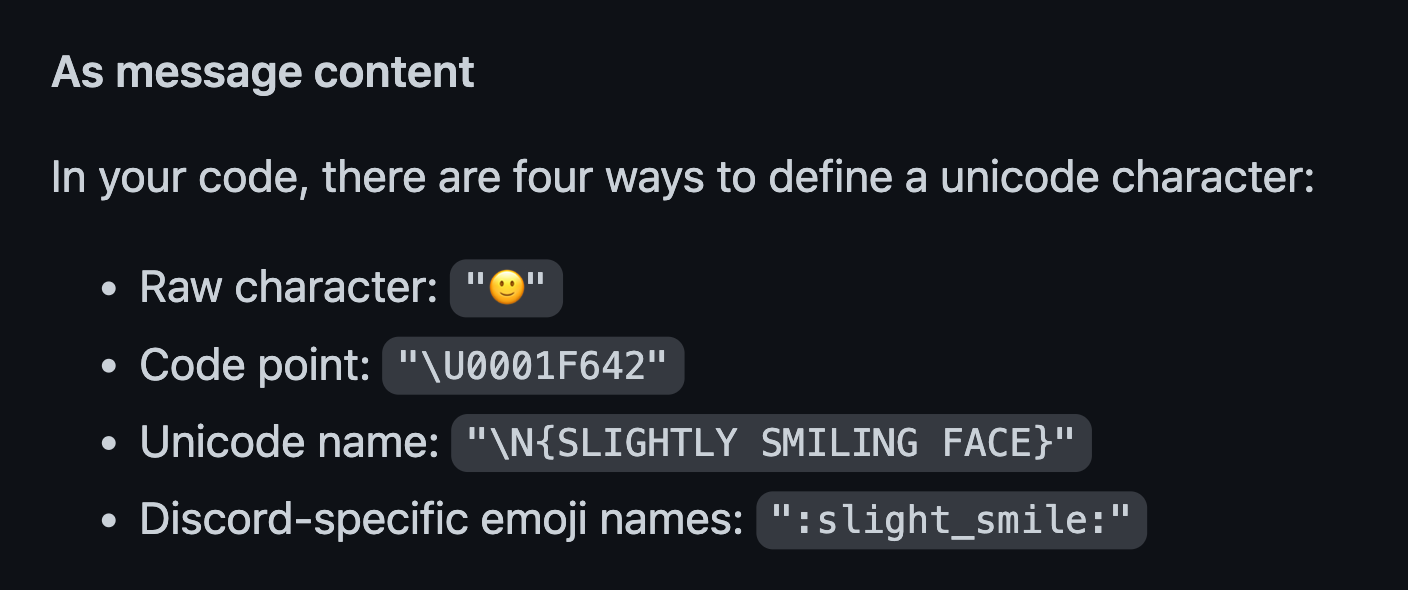 As message content
In your code, there are four ways to define a unicode character:
• Raw character: "🙂"
• Code point: "\U0001F642"
• Unicode name: "\N{SLIGHTLY SMILING FACE}"
• Discord-specific emoji names: ":slight_smile:"